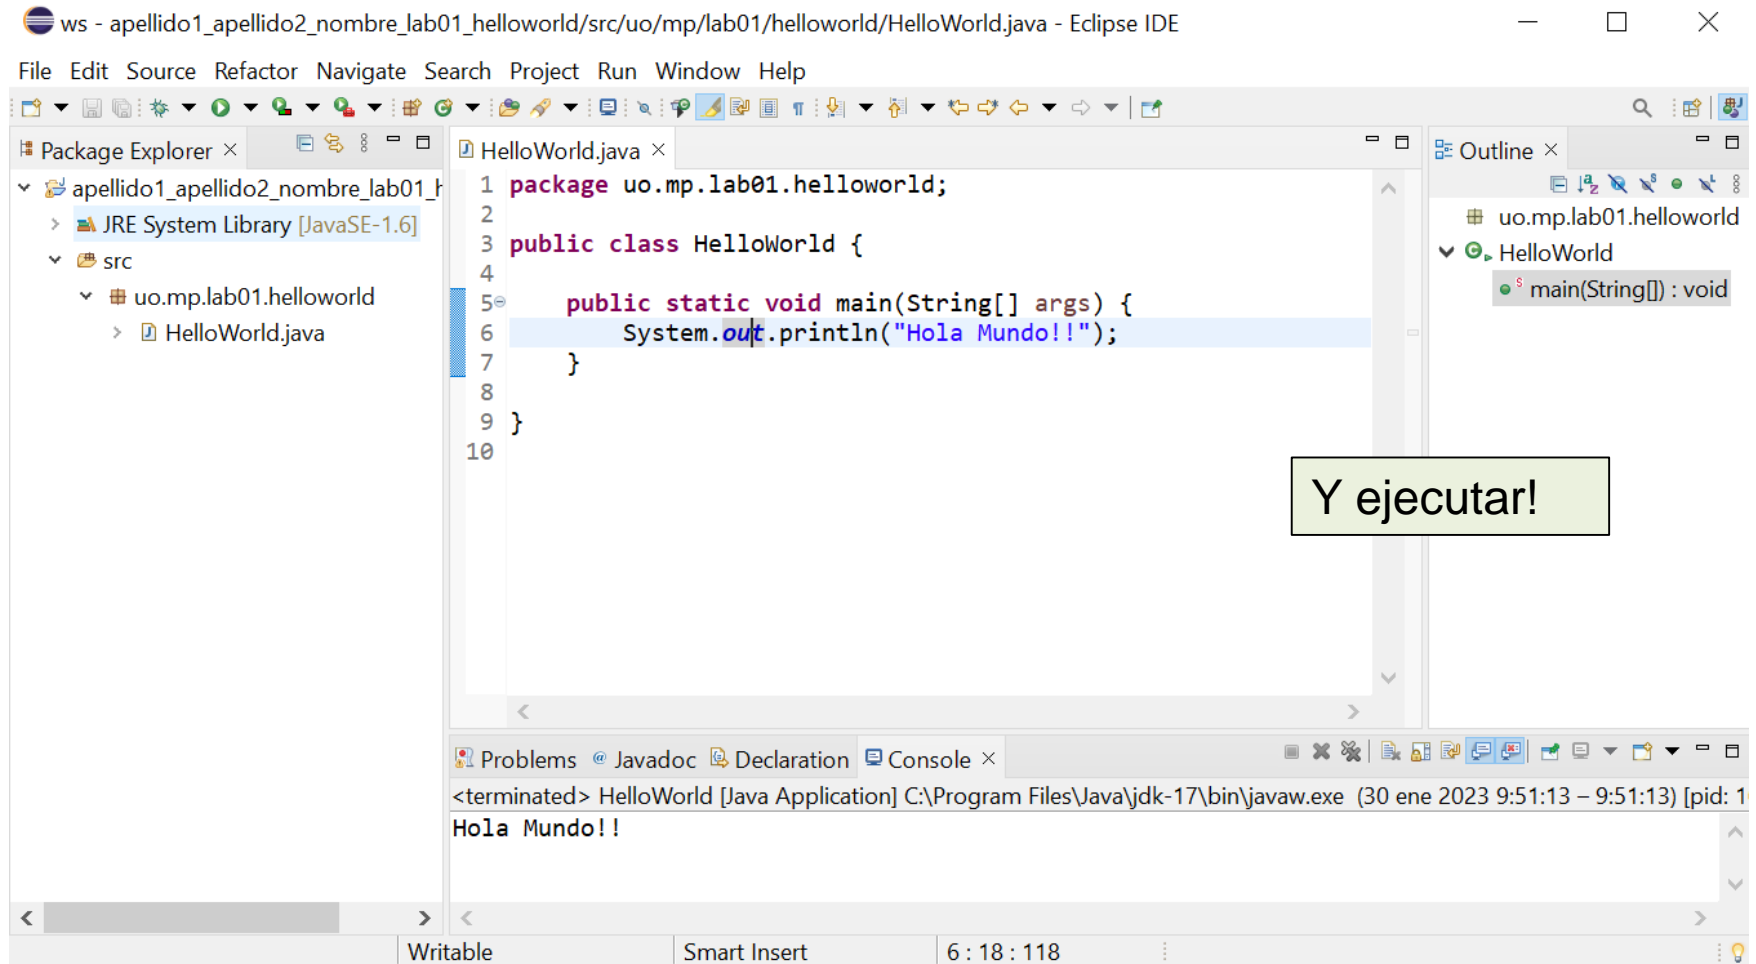 ws - apellido1_apellido2_nombre_lab01_helloworld/src/uo/mp/lab01/helloworld/HelloWorld.java - Eclipse IDE
File Edit Source Refactor Navigate Search Project Run Window Help
Package Explorer
apellido1_apellido2_nombre_lab01_h
JRE System Library [JavaSE-1.6]
src
uo.mp.lab01.helloworld
HelloWorld.java
HelloWorld.java
1 package uo.mp.lab01.helloworld;
2
3 public class HelloWorld {
4
5 public static void main(String[] args) {
6 System.out.println("Hola Mundo!!");
7 }
8
9 }
10
Outline
uo.mp.lab01.helloworld
HelloWorld
main(String[]) : void
Y ejecutar!
Problems Javadoc Declaration Console
<terminated> HelloWorld [Java Application] C:\Program Files\Java\jdk-17\bin\javaw.exe (30 ene 2023 9:51:13 – 9:51:13) [pid: 1
Hola Mundo!!
Writable Smart Insert 6 : 18 : 118